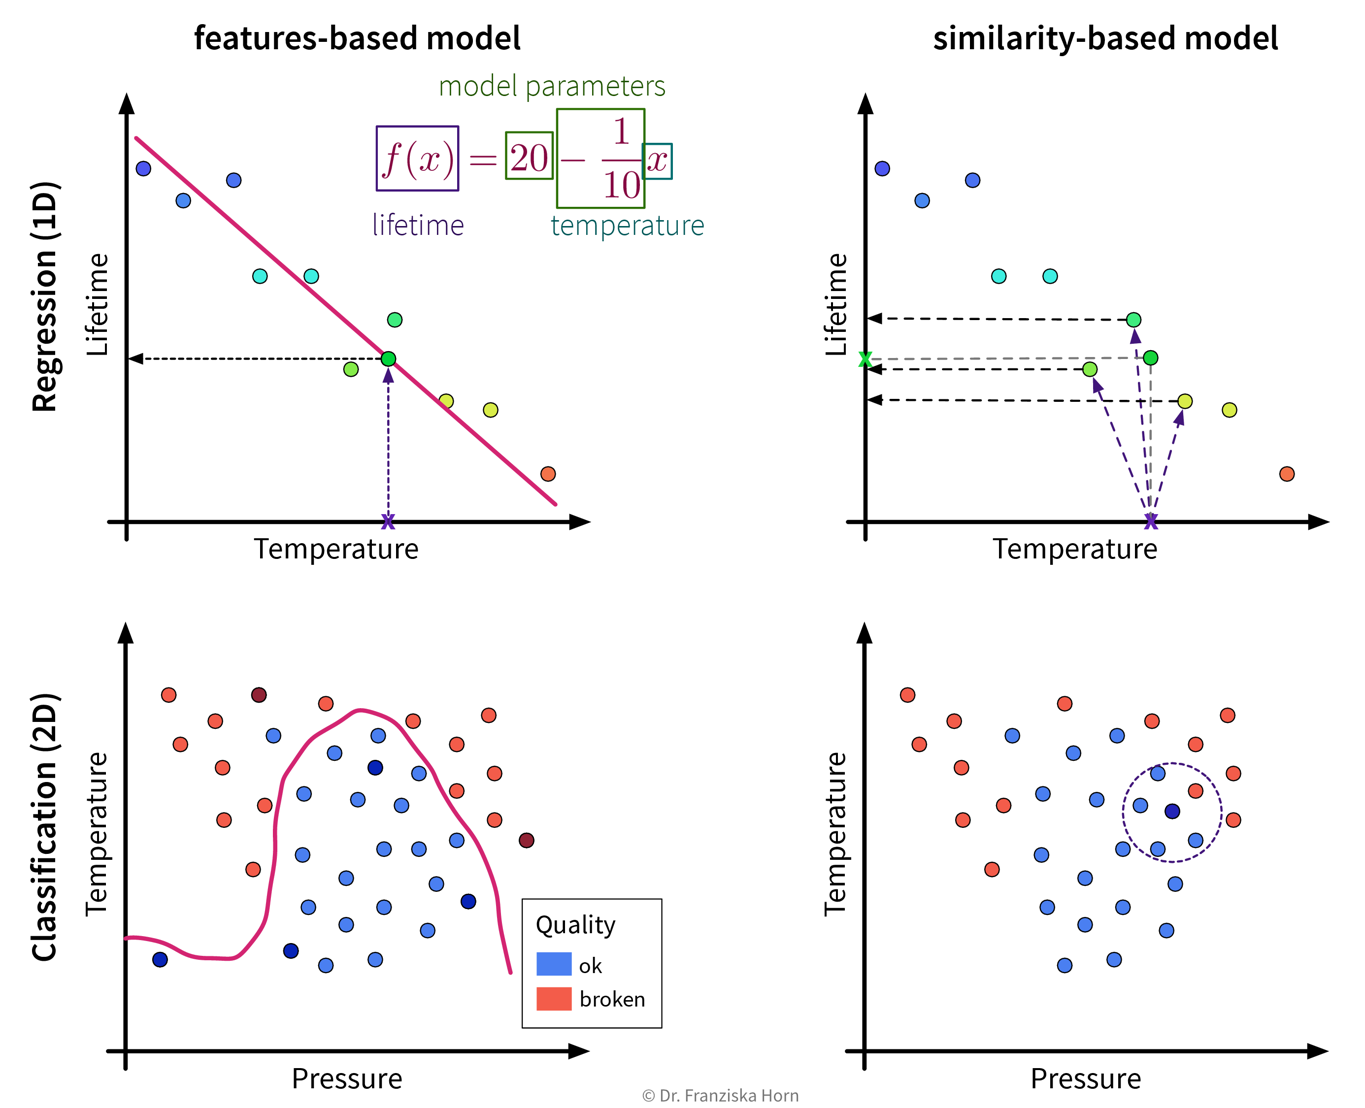 features-based model
similarity-based model
model parameters
f(x) = 20 − 1/10 x
lifetime
temperature
Regression (1D)
Lifetime
Temperature
Lifetime
Temperature
x
x
x
Classification (2D)
Temperature
Pressure
Quality
ok
broken
Temperature
Pressure
© Dr. Franziska Horn